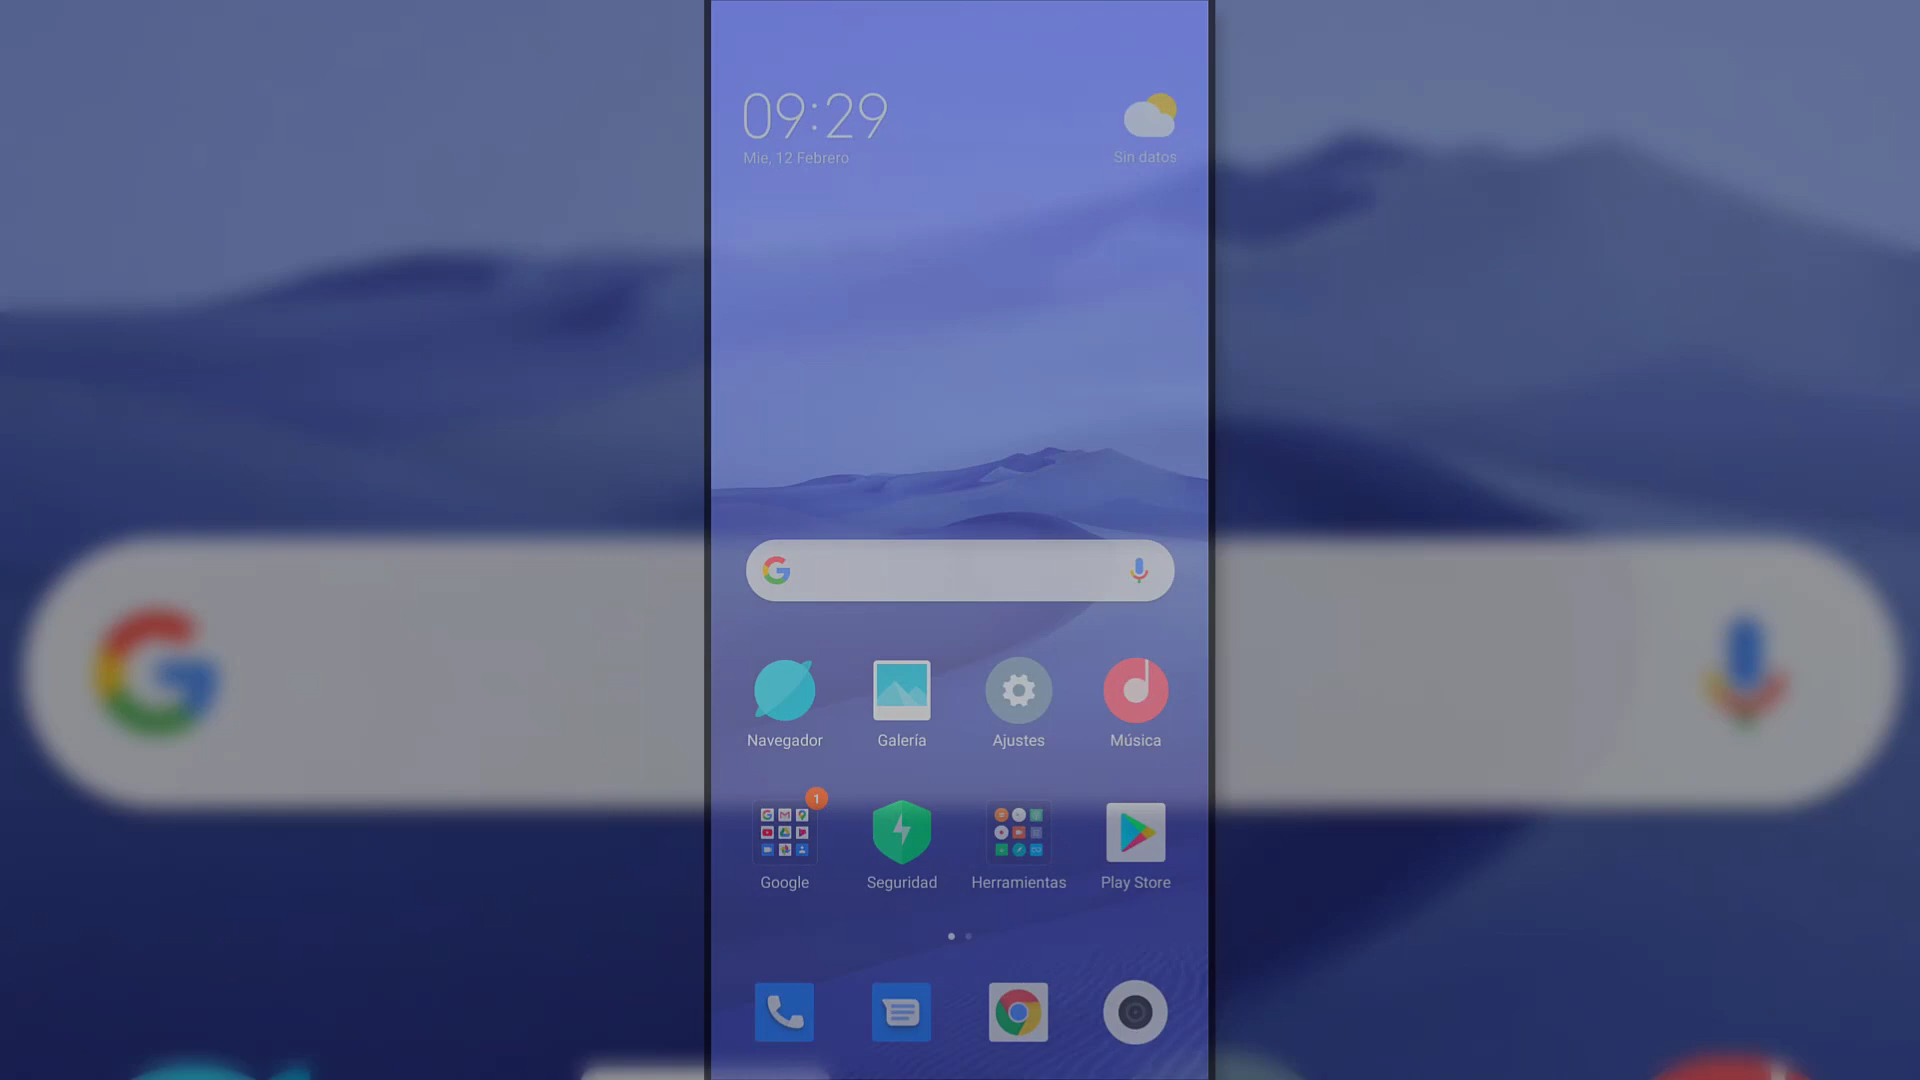 09:29
Mie, 12 Febrero
Sin datos
Navegador
Galería
Ajustes
Música
1
Google
Seguridad
Herramientas
Play Store